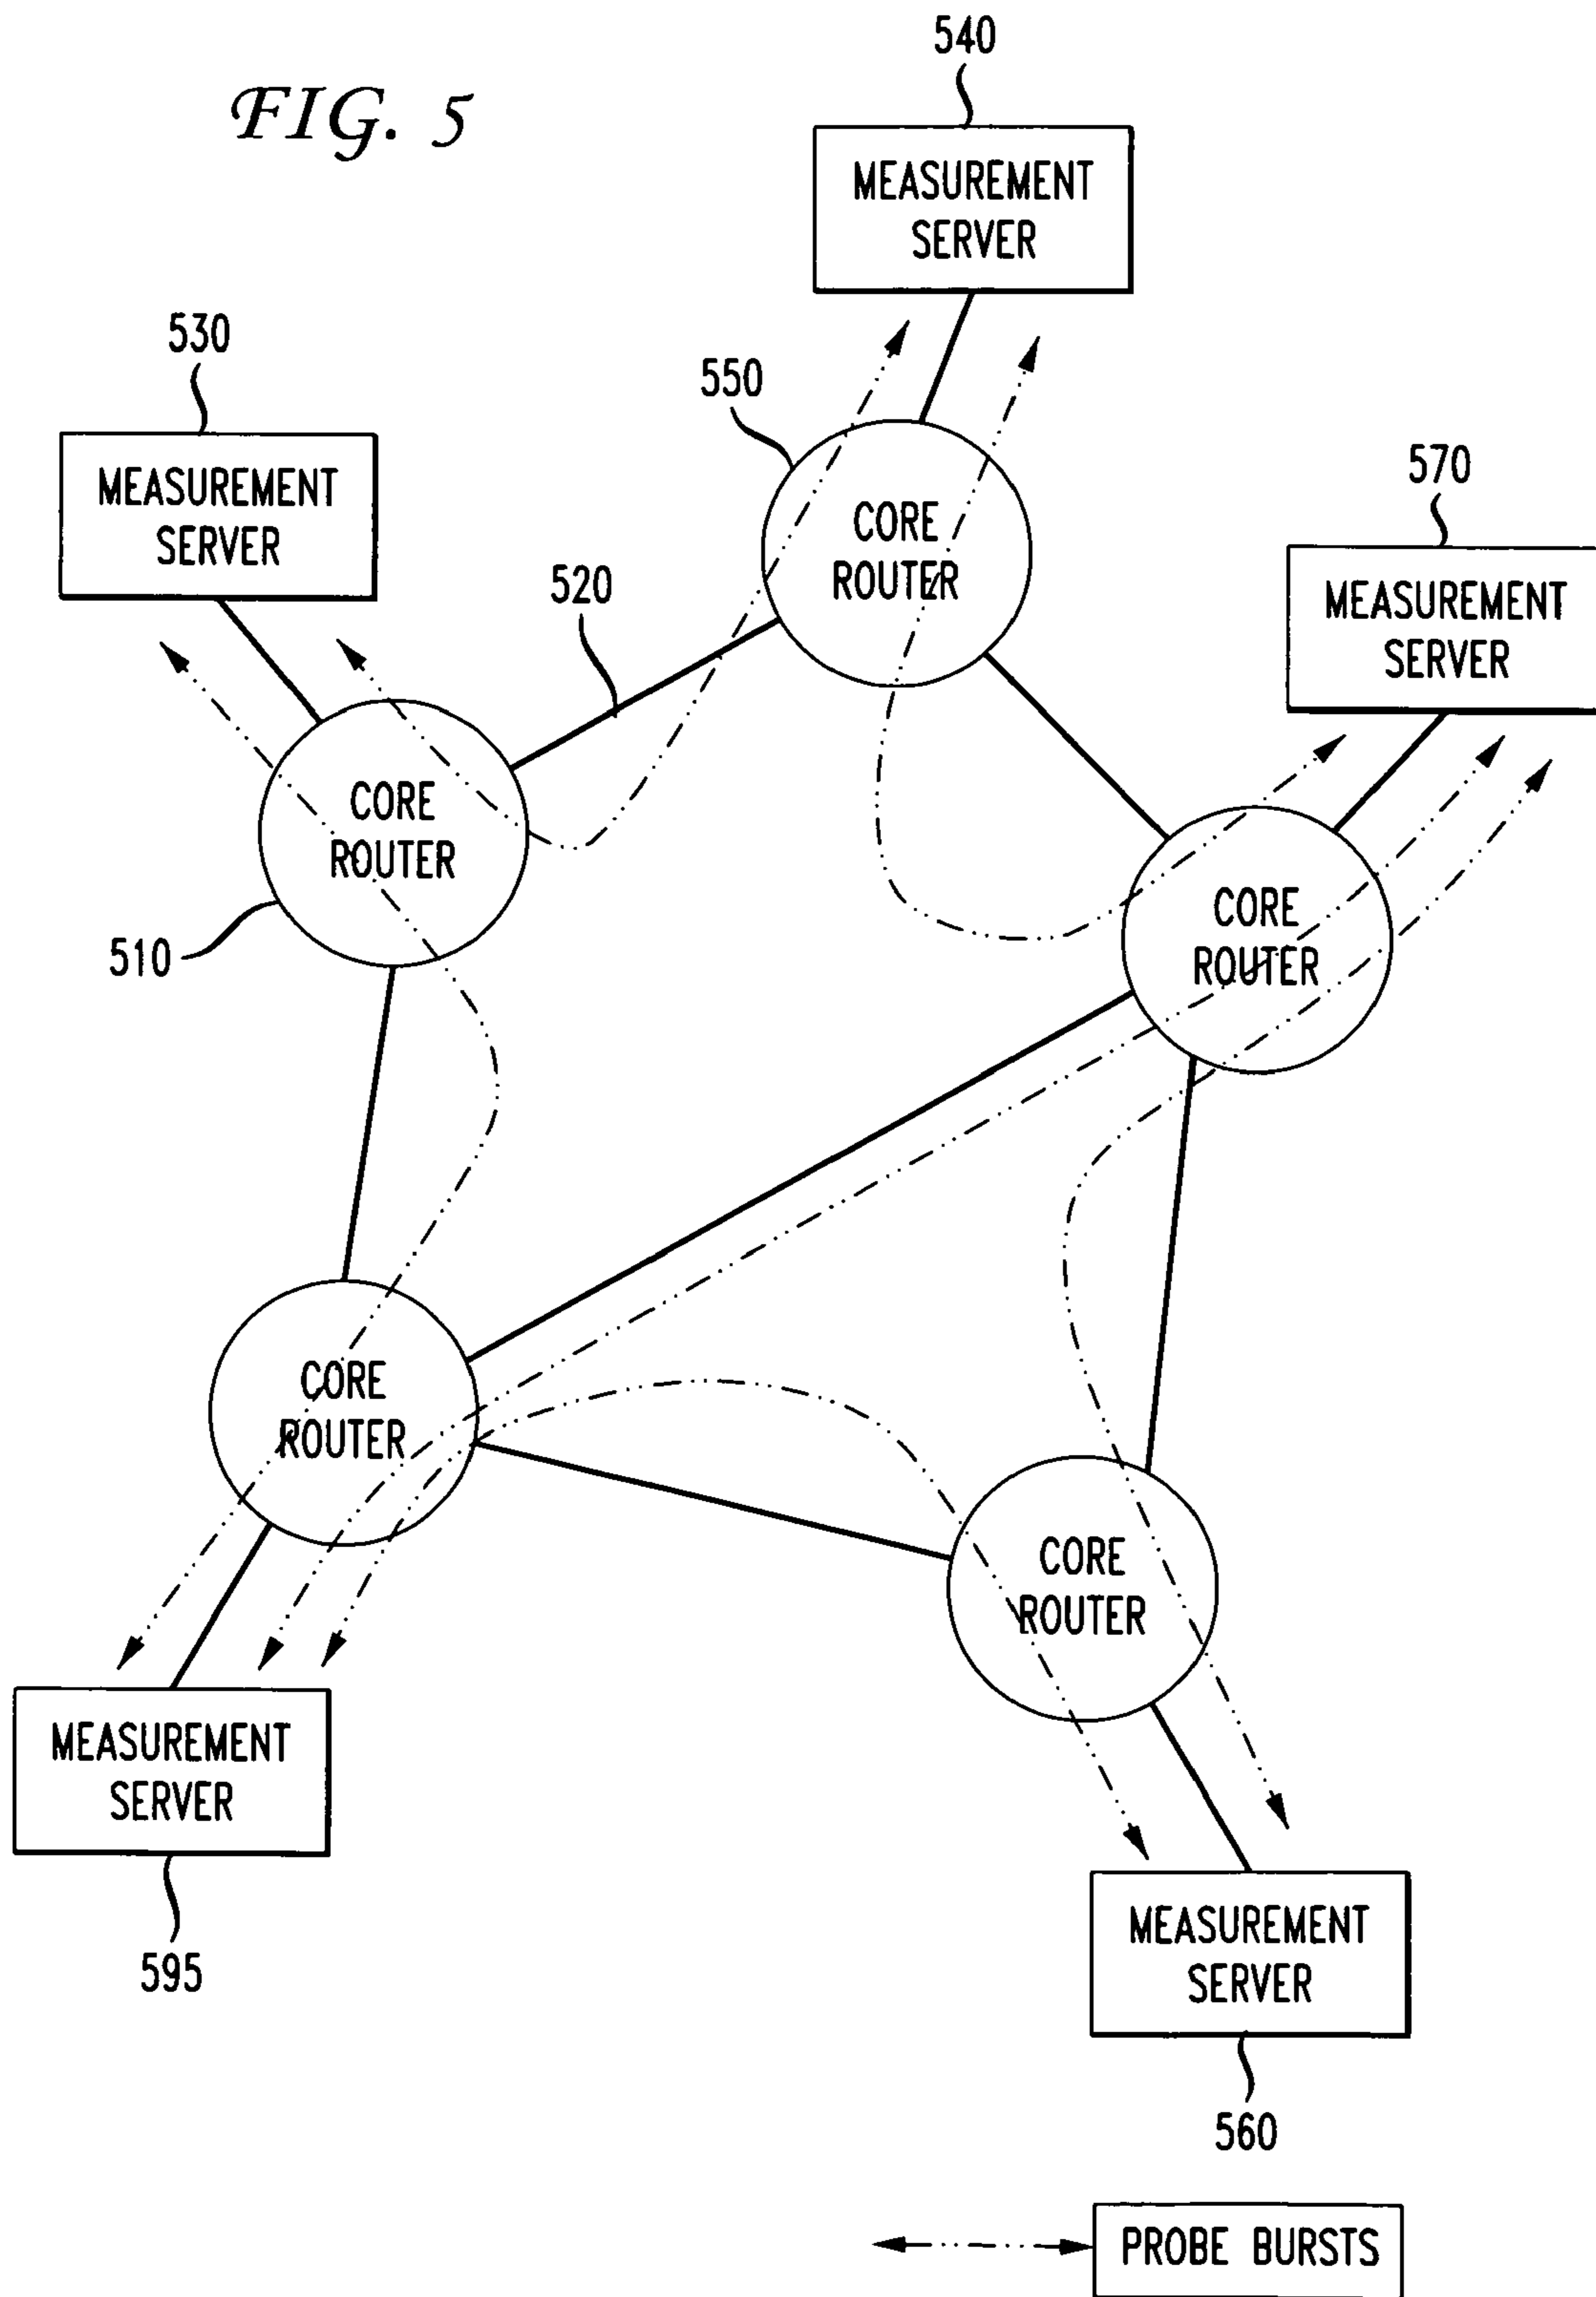 FIG. 5
540
MEASUREMENT
SERVER
530
MEASUREMENT
SERVER
550
CORE
ROUTER
570
MEASUREMENT
SERVER
520
CORE
ROUTER
510
CORE
ROUTER
CORE
ROUTER
CORE
ROUTER
MEASUREMENT
SERVER
595
MEASUREMENT
SERVER
560
PROBE BURSTS